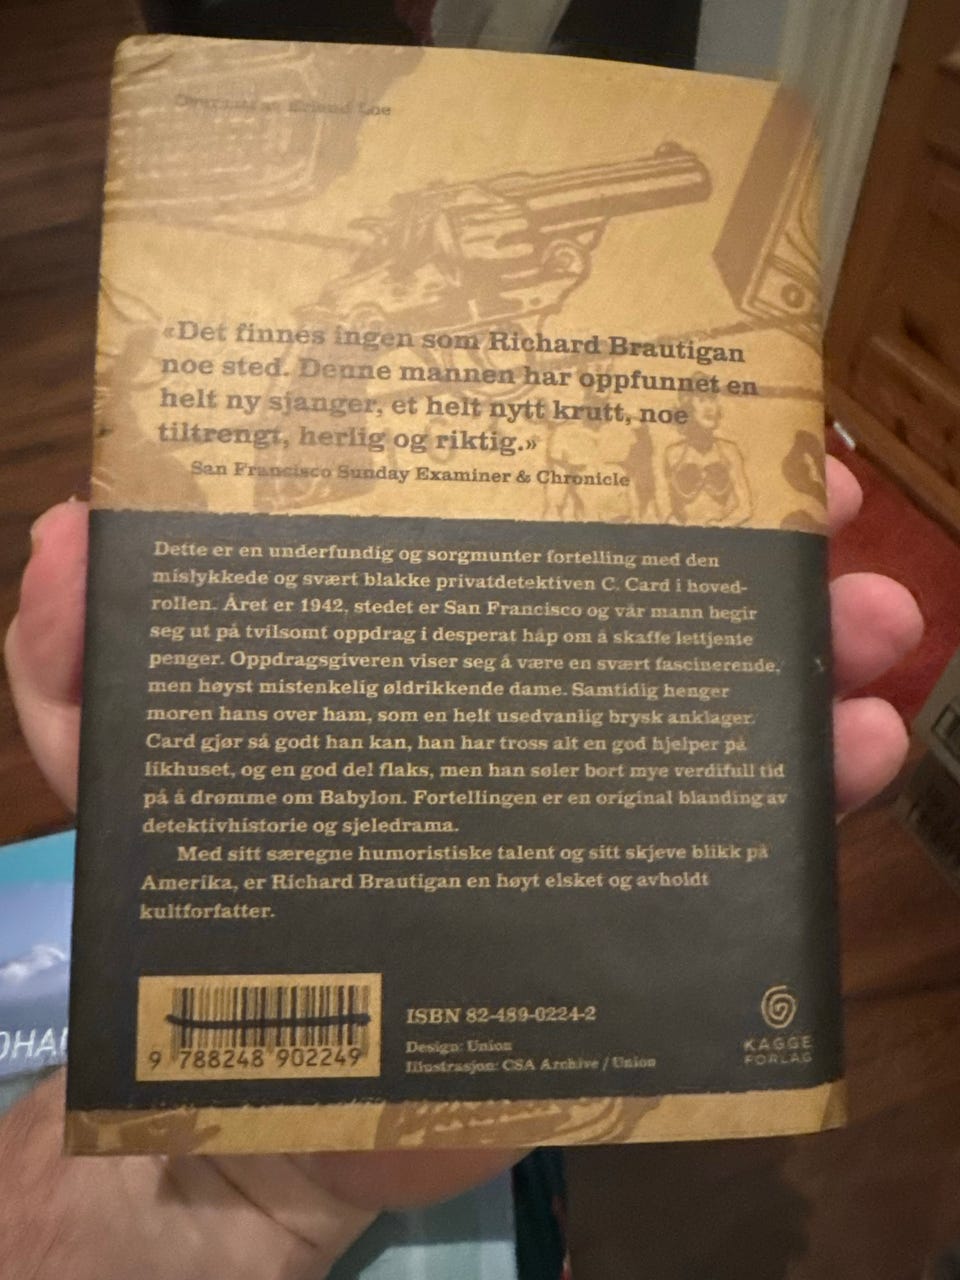 Oversatt av Erlend Loe
«Det finnes ingen som Richard Brautigan
noe sted. Denne mannen har oppfunnet en
helt ny sjanger, et helt nytt krutt, noe
tiltrengt, herlig og riktig.»
San Francisco Sunday Examiner & Chronicle
Dette er en underfundig og sorgmunter fortelling med den
mislykkede og svært blakke privatdetektiven C. Card i hoved-
rollen. Året er 1942, stedet er San Francisco og vår mann begir
seg ut på tvilsomt oppdrag i desperat håp om å skaffe lettjente
penger. Oppdragsgiveren viser seg å være en svært fascinerende,
men høyst mistenkelig øldrikkende dame. Samtidig henger
moren hans over ham, som en helt usedvanlig brysk anklager.
Card gjør så godt han kan, han har tross alt en god hjelper på
likhuset, og en god del flaks, men han søler bort mye verdifull tid
på å drømme om Babylon. Fortellingen er en original blanding av
detektivhistorie og sjeledrama.
Med sitt særegne humoristiske talent og sitt skjeve blikk på
Amerika, er Richard Brautigan en høyt elsket og avholdt
kultforfatter.
ISBN 82-489-0224-2
Design: Union
Illustrasjon: CSA Archive / Union
9 788248 902249
KAGGE
FORLAG